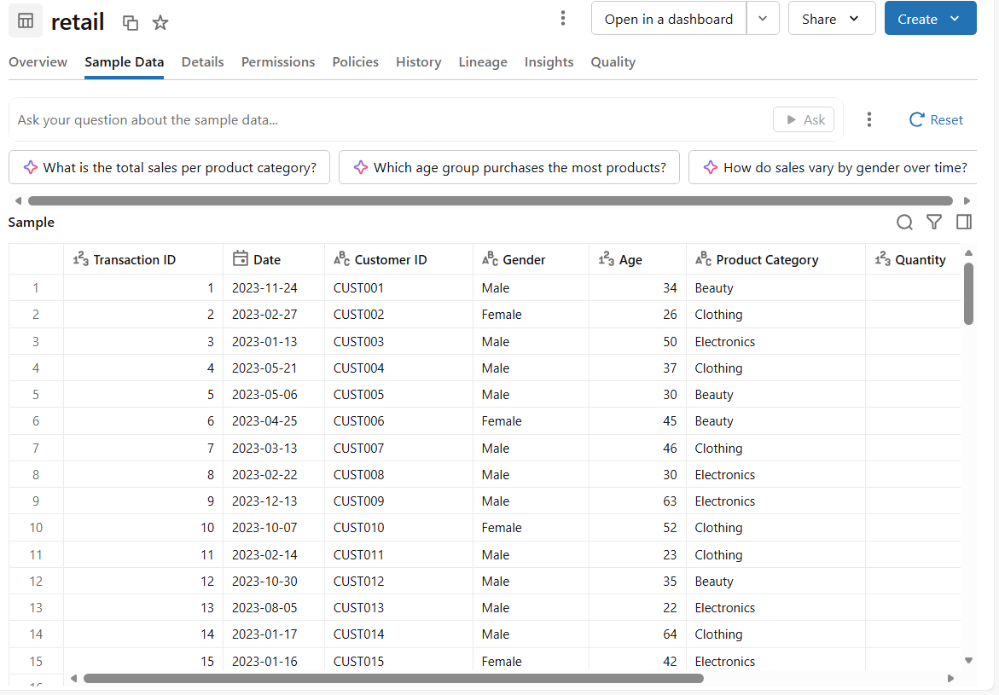 retail
Open in a dashboard Share Create
Overview Sample Data Details Permissions Policies History Lineage Insights Quality
Ask your question about the sample data... Ask Reset
What is the total sales per product category? Which age group purchases the most products? How do sales vary by gender over time?
Sample
Transaction ID Date Customer ID Gender Age Product Category Quantity
1 1 2023-11-24 CUST001 Male 34 Beauty
2 2 2023-02-27 CUST002 Female 26 Clothing
3 3 2023-01-13 CUST003 Male 50 Electronics
4 4 2023-05-21 CUST004 Male 37 Clothing
5 5 2023-05-06 CUST005 Male 30 Beauty
6 6 2023-04-25 CUST006 Female 45 Beauty
7 7 2023-03-13 CUST007 Male 46 Clothing
8 8 2023-02-22 CUST008 Male 30 Electronics
9 9 2023-12-13 CUST009 Male 63 Electronics
10 10 2023-10-07 CUST010 Female 52 Clothing
11 11 2023-02-14 CUST011 Male 23 Clothing
12 12 2023-10-30 CUST012 Male 35 Beauty
13 13 2023-08-05 CUST013 Male 22 Electronics
14 14 2023-01-17 CUST014 Male 64 Clothing
15 15 2023-01-16 CUST015 Female 42 Electronics